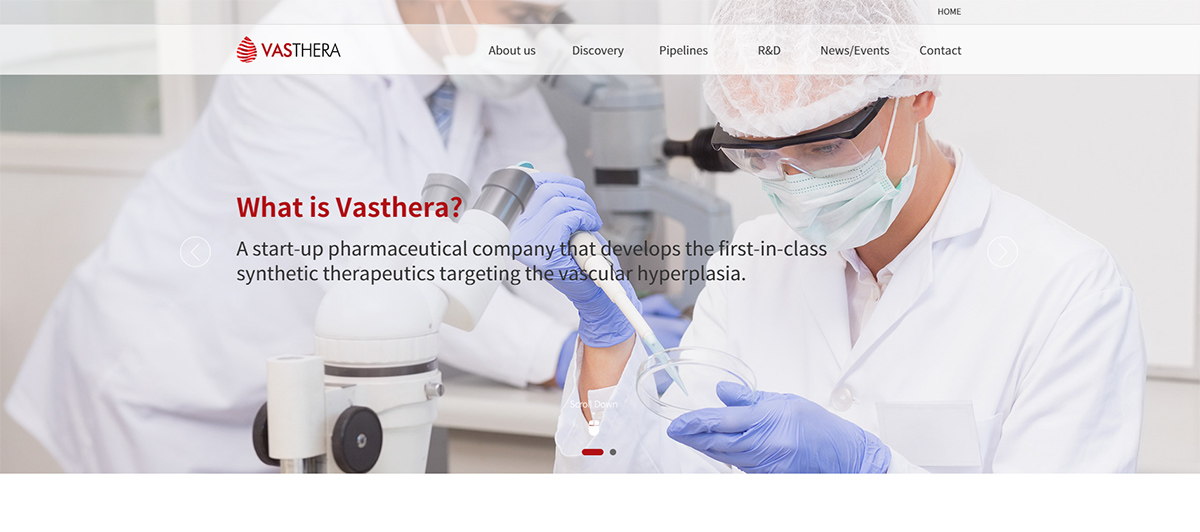 HOME
VASTHERA
About us Discovery Pipelines R&D News/Events Contact
What is Vasthera?
A start-up pharmaceutical company that develops the first-in-class
synthetic therapeutics targeting the vascular hyperplasia.
Scroll Down